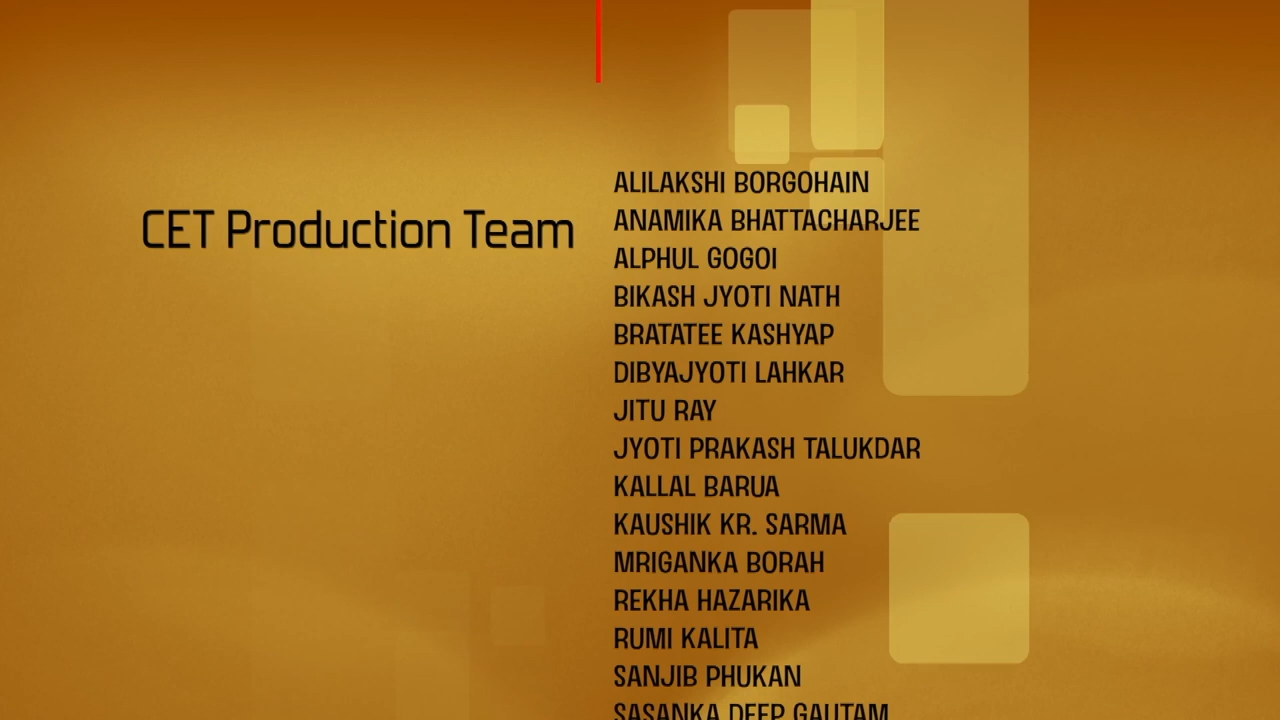 CET Production Team
ALILAKSHI BORGOHAIN
ANAMIKA BHATTACHARJEE
ALPHUL GOGOI
BIKASH JYOTI NATH
BRATATEE KASHYAP
DIBYAJYOTI LAHKAR
JITU RAY
JYOTI PRAKASH TALUKDAR
KALLAL BARUA
KAUSHIK KR. SARMA
MRIGANKA BORAH
REKHA HAZARIKA
RUMI KALITA
SANJIB PHUKAN
SASANKA DEEP GAUTAM